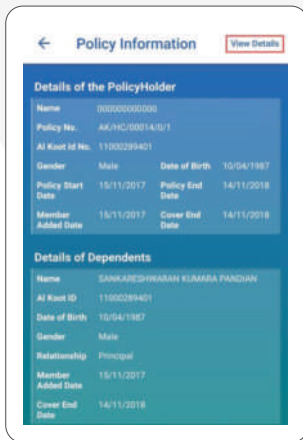 ← Policy Information View Details
Details of the PolicyHolder
Name 000000000000
Policy No. AK/HC/00014/0/1
Al Koot Id No. 11000289401
Gender Male Date of Birth 10/04/1987
Policy Start Date 15/11/2017 Policy End Date 14/11/2018
Member Added Date 15/11/2017 Cover End Date 14/11/2018
Details of Dependents
Name SANKARESHWARAN KUMARA PANDIAN
Al Koot ID 11000289401
Date of Birth 10/04/1987
Gender Male
Relationship Principal
Member Added Date 15/11/2017
Cover End Date 14/11/2018